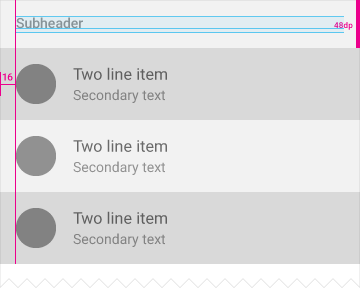 Subheader
48dp
16
Two line item
Secondary text
Two line item
Secondary text
Two line item
Secondary text